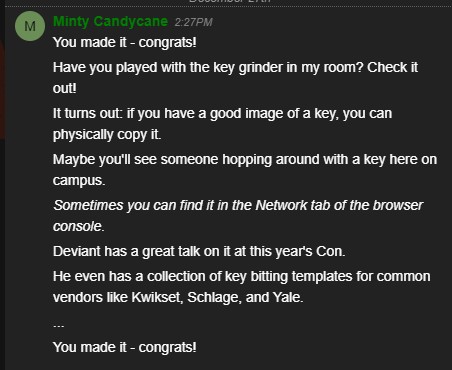 M
Minty Candycane 2:27PM
You made it - congrats!
Have you played with the key grinder in my room? Check it
out!
It turns out: if you have a good image of a key, you can
physically copy it.
Maybe you'll see someone hopping around with a key here on
campus.
Sometimes you can find it in the Network tab of the browser
console.
Deviant has a great talk on it at this year's Con.
He even has a collection of key bitting templates for common
vendors like Kwikset, Schlage, and Yale.
...
You made it - congrats!